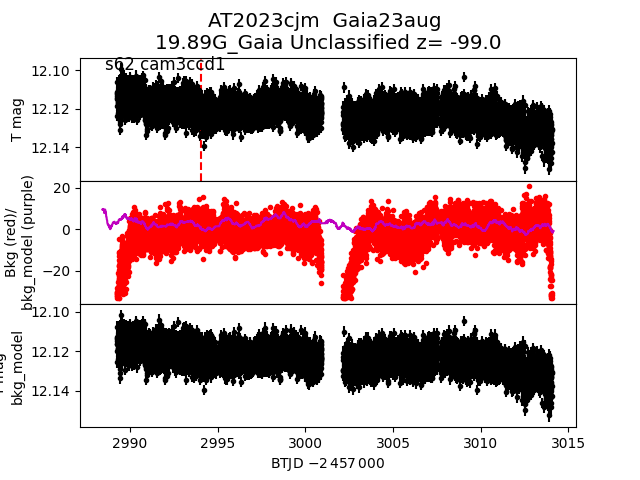 AT2023cjm Gaia23aug
19.89G_Gaia Unclassified z= -99.0
s62 cam3ccd1
12.10
12.12
12.14
T mag
20
0
−20
Bkg (red)/
bkg_model (purple)
12.10
12.12
12.14
mag
bkg_model
2990 2995 3000 3005 3010 3015
BTJD −2 457 000